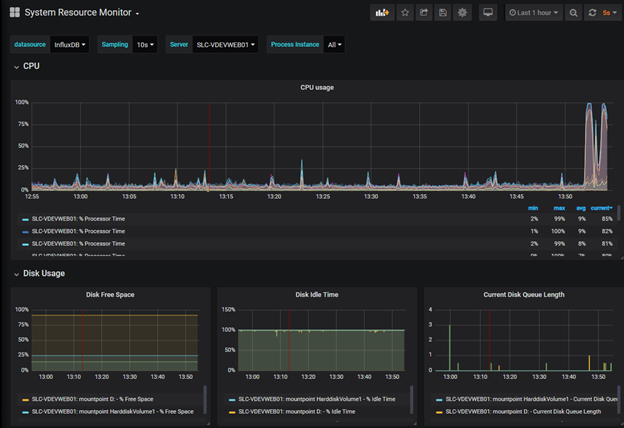 System Resource Monitor
Last 1 hour 5s
datasource InfluxDB Sampling 10s Server SLC-VDEVWEB01 Process Instance All
CPU
CPU usage
100%
75%
50%
25%
0%
12:55 13:00 13:05 13:10 13:15 13:20 13:25 13:30 13:35 13:40 13:45 13:50
min max avg current
SLC-VDEVWEB01: % Processor Time 2% 99% 9% 85%
SLC-VDEVWEB01: % Processor Time 1% 100% 9% 82%
SLC-VDEVWEB01: % Processor Time 2% 99% 8% 81%
SLC-VDEVWEB01: % Processor Time
Disk Usage
Disk Free Space
100%
75%
50%
25%
0%
13:00 13:10 13:20 13:30 13:40 13:50
SLC-VDEVWEB01: mountpoint D: - % Free Space
SLC-VDEVWEB01: mountpoint HarddiskVolume1 - % Free Space
Disk Idle Time
150%
100%
50%
0%
13:00 13:10 13:20 13:30 13:40 13:50
SLC-VDEVWEB01: mountpoint HarddiskVolume1 - % Idle Time
SLC-VDEVWEB01: mountpoint D: - % Idle Time
Current Disk Queue Length
4
3
2
1
0
13:00 13:10 13:20 13:30 13:40 13:50
SLC-VDEVWEB01: mountpoint HarddiskVolume1 - Current Disk Queu
SLC-VDEVWEB01: mountpoint D: - Current Disk Queue Length